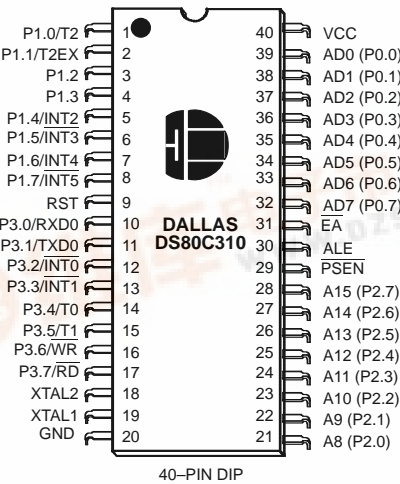 P1.0/T2 1 40 VCC
P1.1/T2EX 2 39 AD0 (P0.0)
P1.2 3 38 AD1 (P0.1)
P1.3 4 37 AD2 (P0.2)
P1.4/INT2 5 36 AD3 (P0.3)
P1.5/INT3 6 35 AD4 (P0.4)
P1.6/INT4 7 34 AD5 (P0.5)
P1.7/INT5 8 33 AD6 (P0.6)
RST 9 32 AD7 (P0.7)
P3.0/RXD0 10 DALLAS 31 EA
P3.1/TXD0 11 DS80C310 30 ALE
P3.2/INT0 12 29 PSEN
P3.3/INT1 13 28 A15 (P2.7)
P3.4/T0 14 27 A14 (P2.6)
P3.5/T1 15 26 A13 (P2.5)
P3.6/WR 16 25 A12 (P2.4)
P3.7/RD 17 24 A11 (P2.3)
XTAL2 18 23 A10 (P2.2)
XTAL1 19 22 A9 (P2.1)
GND 20 21 A8 (P2.0)
40–PIN DIP